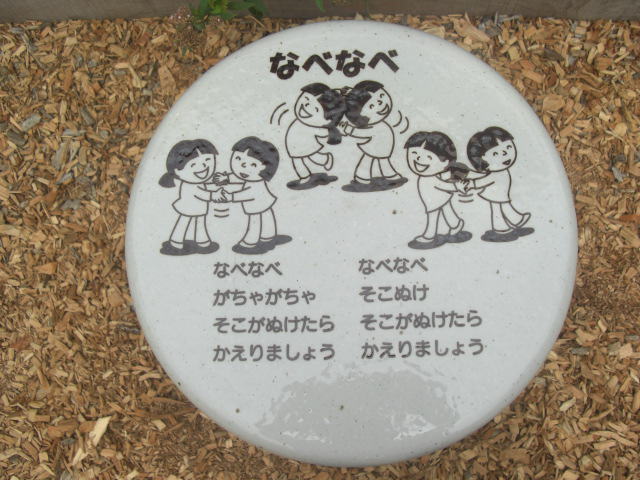 なべなべ
なべなべ
がちゃがちゃ
そこがぬけたら
かえりましょう
なべなべ
そこぬけ
そこがぬけたら
かえりましょう